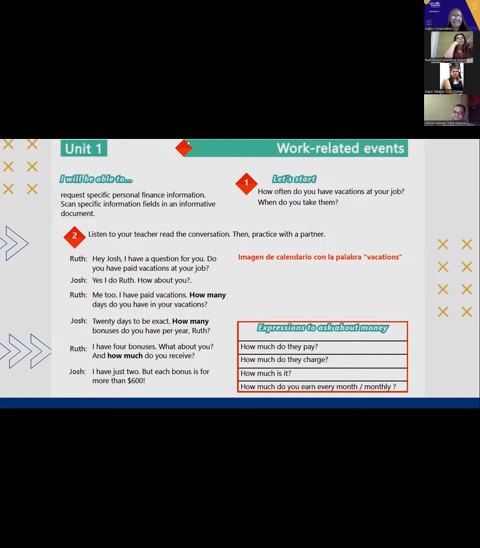 Unit 1
Work-related events
I will be able to...
request specific personal finance information.
Scan specific information fields in an informative
document.
1
Let's start
How often do you have vacations at your job?
When do you take them?
2
Listen to your teacher read the conversation. Then, practice with a partner.
Ruth: Hey Josh, I have a question for you. Do
you have paid vacations at your job?
Josh: Yes I do Ruth. How about you?.
Ruth: Me too. I have paid vacations. How many
days do you have in your vacations?
Josh: Twenty days to be exact. How many
bonuses do you have per year, Ruth?
Ruth: I have four bonuses. What about you?
And how much do you receive?
Josh: I have just two. But each bonus is for
more than $600!
Imagen de calendario con la palabra "vacations"
Expressions to ask about money
How much do they pay?
How much do they charge?
How much is it?
How much do you earn every month / monthly ?